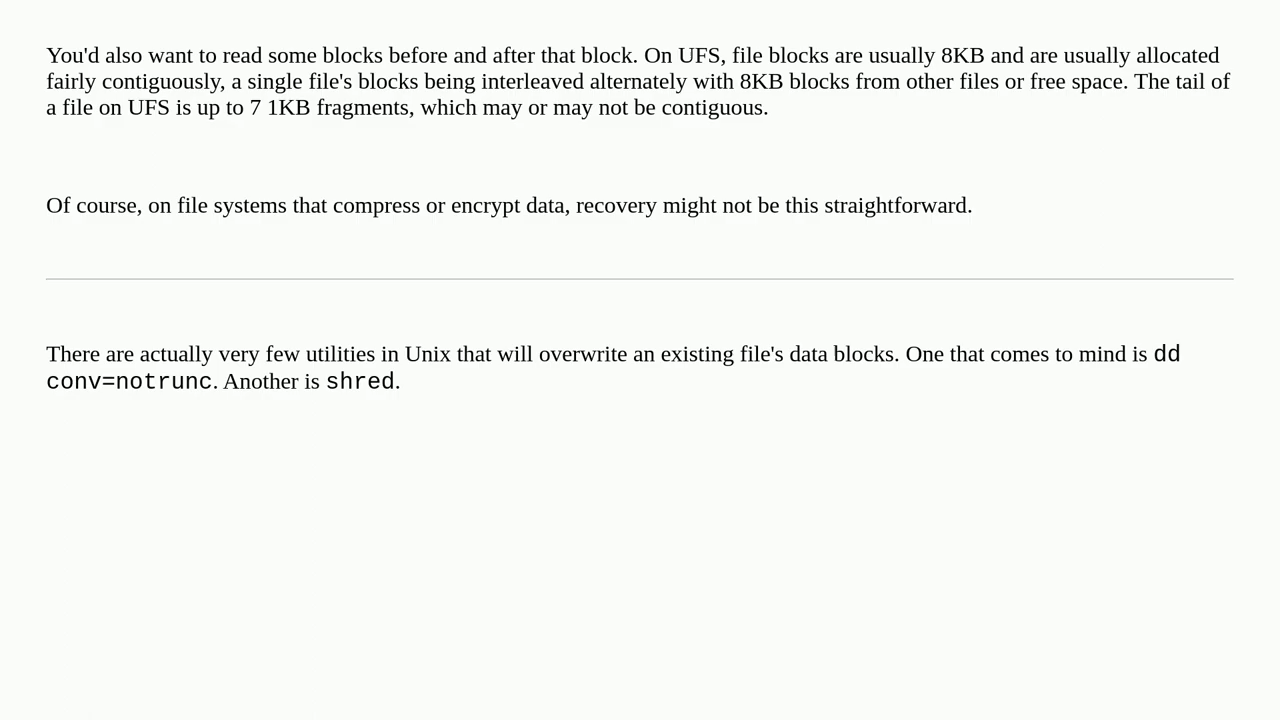 You'd also want to read some blocks before and after that block. On UFS, file blocks are usually 8KB and are usually allocated
fairly contiguously, a single file's blocks being interleaved alternately with 8KB blocks from other files or free space. The tail of
a file on UFS is up to 7 1KB fragments, which may or may not be contiguous.
Of course, on file systems that compress or encrypt data, recovery might not be this straightforward.
There are actually very few utilities in Unix that will overwrite an existing file's data blocks. One that comes to mind is dd
conv=notrunc. Another is shred.